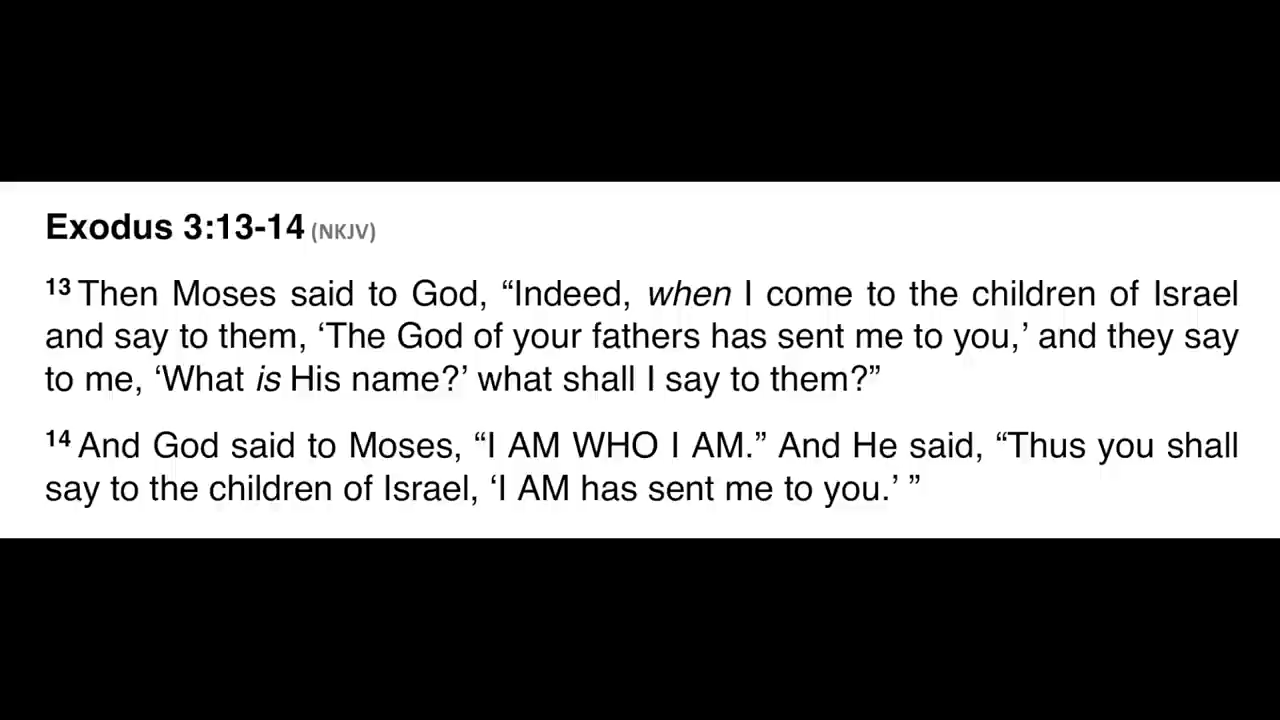 Exodus 3:13-14 (NKJV)
13 Then Moses said to God, “Indeed, when I come to the children of Israel
and say to them, ‘The God of your fathers has sent me to you,’ and they say
to me, ‘What is His name?’ what shall I say to them?”
14 And God said to Moses, “I AM WHO I AM.” And He said, “Thus you shall
say to the children of Israel, ‘I AM has sent me to you.’ ”